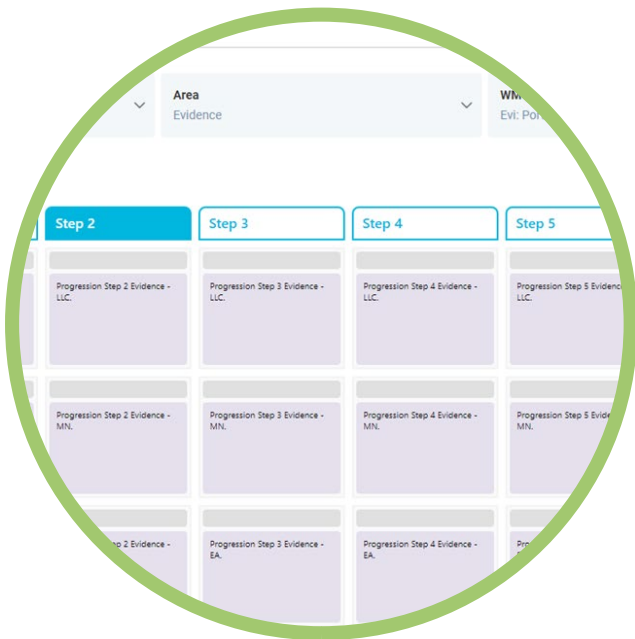 Area
Evidence
Evi:
Step 2
Step 3
Step 4
Step 5
Progression Step 2 Evidence -
LLC.
Progression Step 3 Evidence -
LLC.
Progression Step 4 Evidence -
LLC.
Progression Step 5 Evidence
LLC.
Progression Step 2 Evidence -
MN.
Progression Step 3 Evidence -
MN.
Progression Step 4 Evidence -
MN.
Progression Step 5
MN.
2 Evidence -
Progression Step 3 Evidence -
EA.
Progression Step 4 Evidence -
EA.